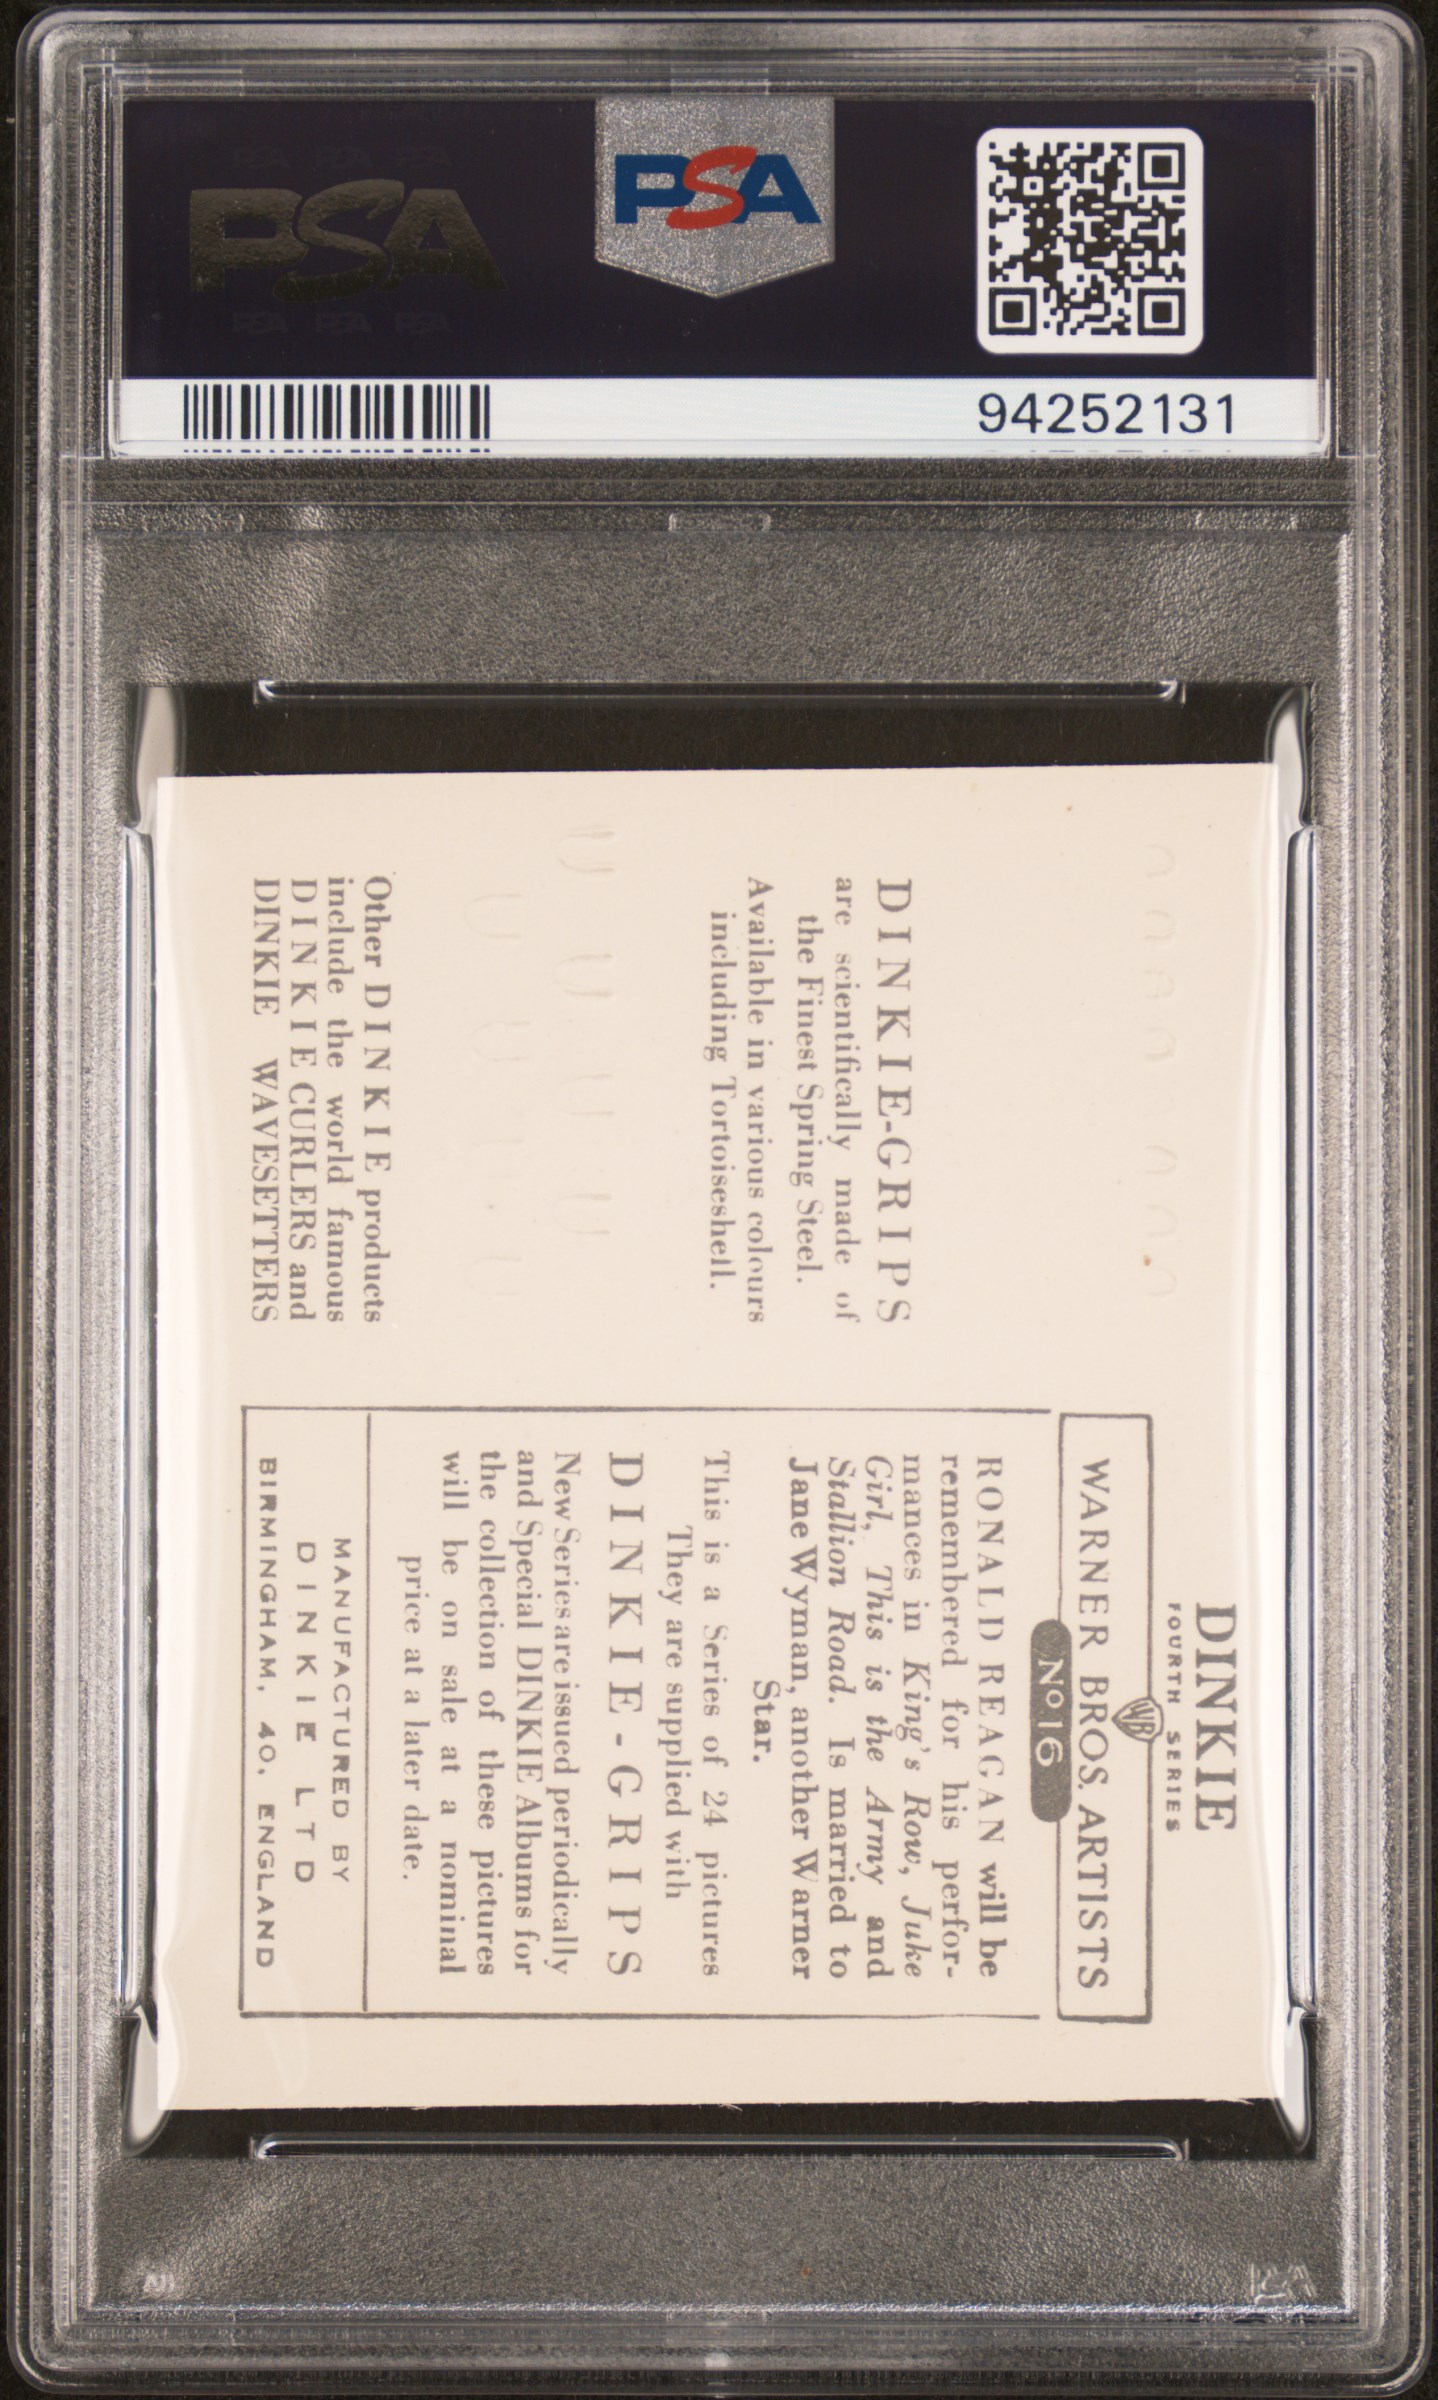 PSA
PSA
94252131
DINKIE
FOURTH SERIES
WARNER BROS. ARTISTS
WB
No 16
RONALD REAGAN will be
remembered for his perfor-
mances in King's Row, Juke
Girl, This is the Army and
Stallion Road. Is married to
Jane Wyman, another Warner
Star.
This is a Series of 24 pictures
They are supplied with
DINKIE-GRIPS
New Series are issued periodically
and Special DINKIE Albums for
the collection of these pictures
will be on sale at a nominal
price at a later date.
MANUFACTURED BY
DINKIE LTD
BIRMINGHAM, 40, ENGLAND
DINKIE-GRIPS
are scientifically made of
the Finest Spring Steel.
Available in various colours
including Tortoiseshell.
Other DINKIE products
include the world famous
DINKIE CURLERS and
DINKIE WAVESETTERS